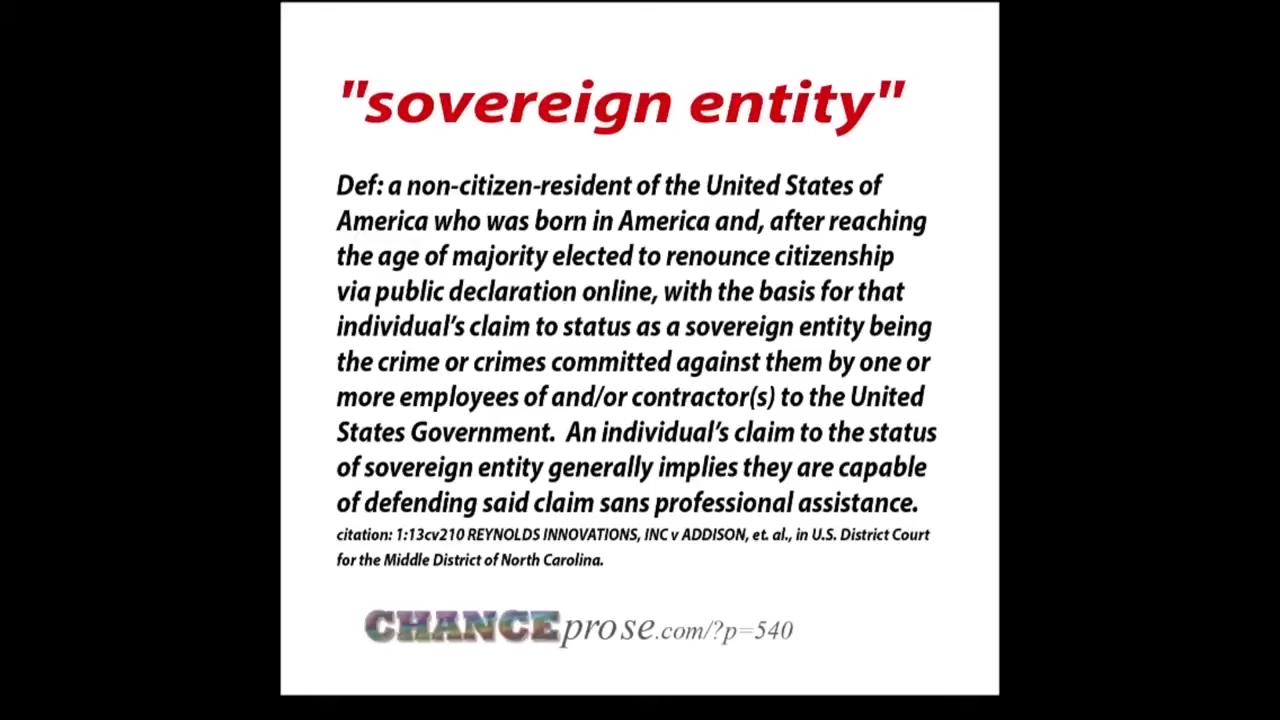 "sovereign entity"
Def: a non-citizen-resident of the United States of
America who was born in America and, after reaching
the age of majority elected to renounce citizenship
via public declaration online, with the basis for that
individual's claim to status as a sovereign entity being
the crime or crimes committed against them by one or
more employees of and/or contractor(s) to the United
States Government.  An individual's claim to the status
of sovereign entity generally implies they are capable
of defending said claim sans professional assistance.
citation: 1:13cv210 REYNOLDS INNOVATIONS, INC v ADDISON, et. al., in U.S. District Court
for the Middle District of North Carolina.
CHANCEprose.com/?p=540